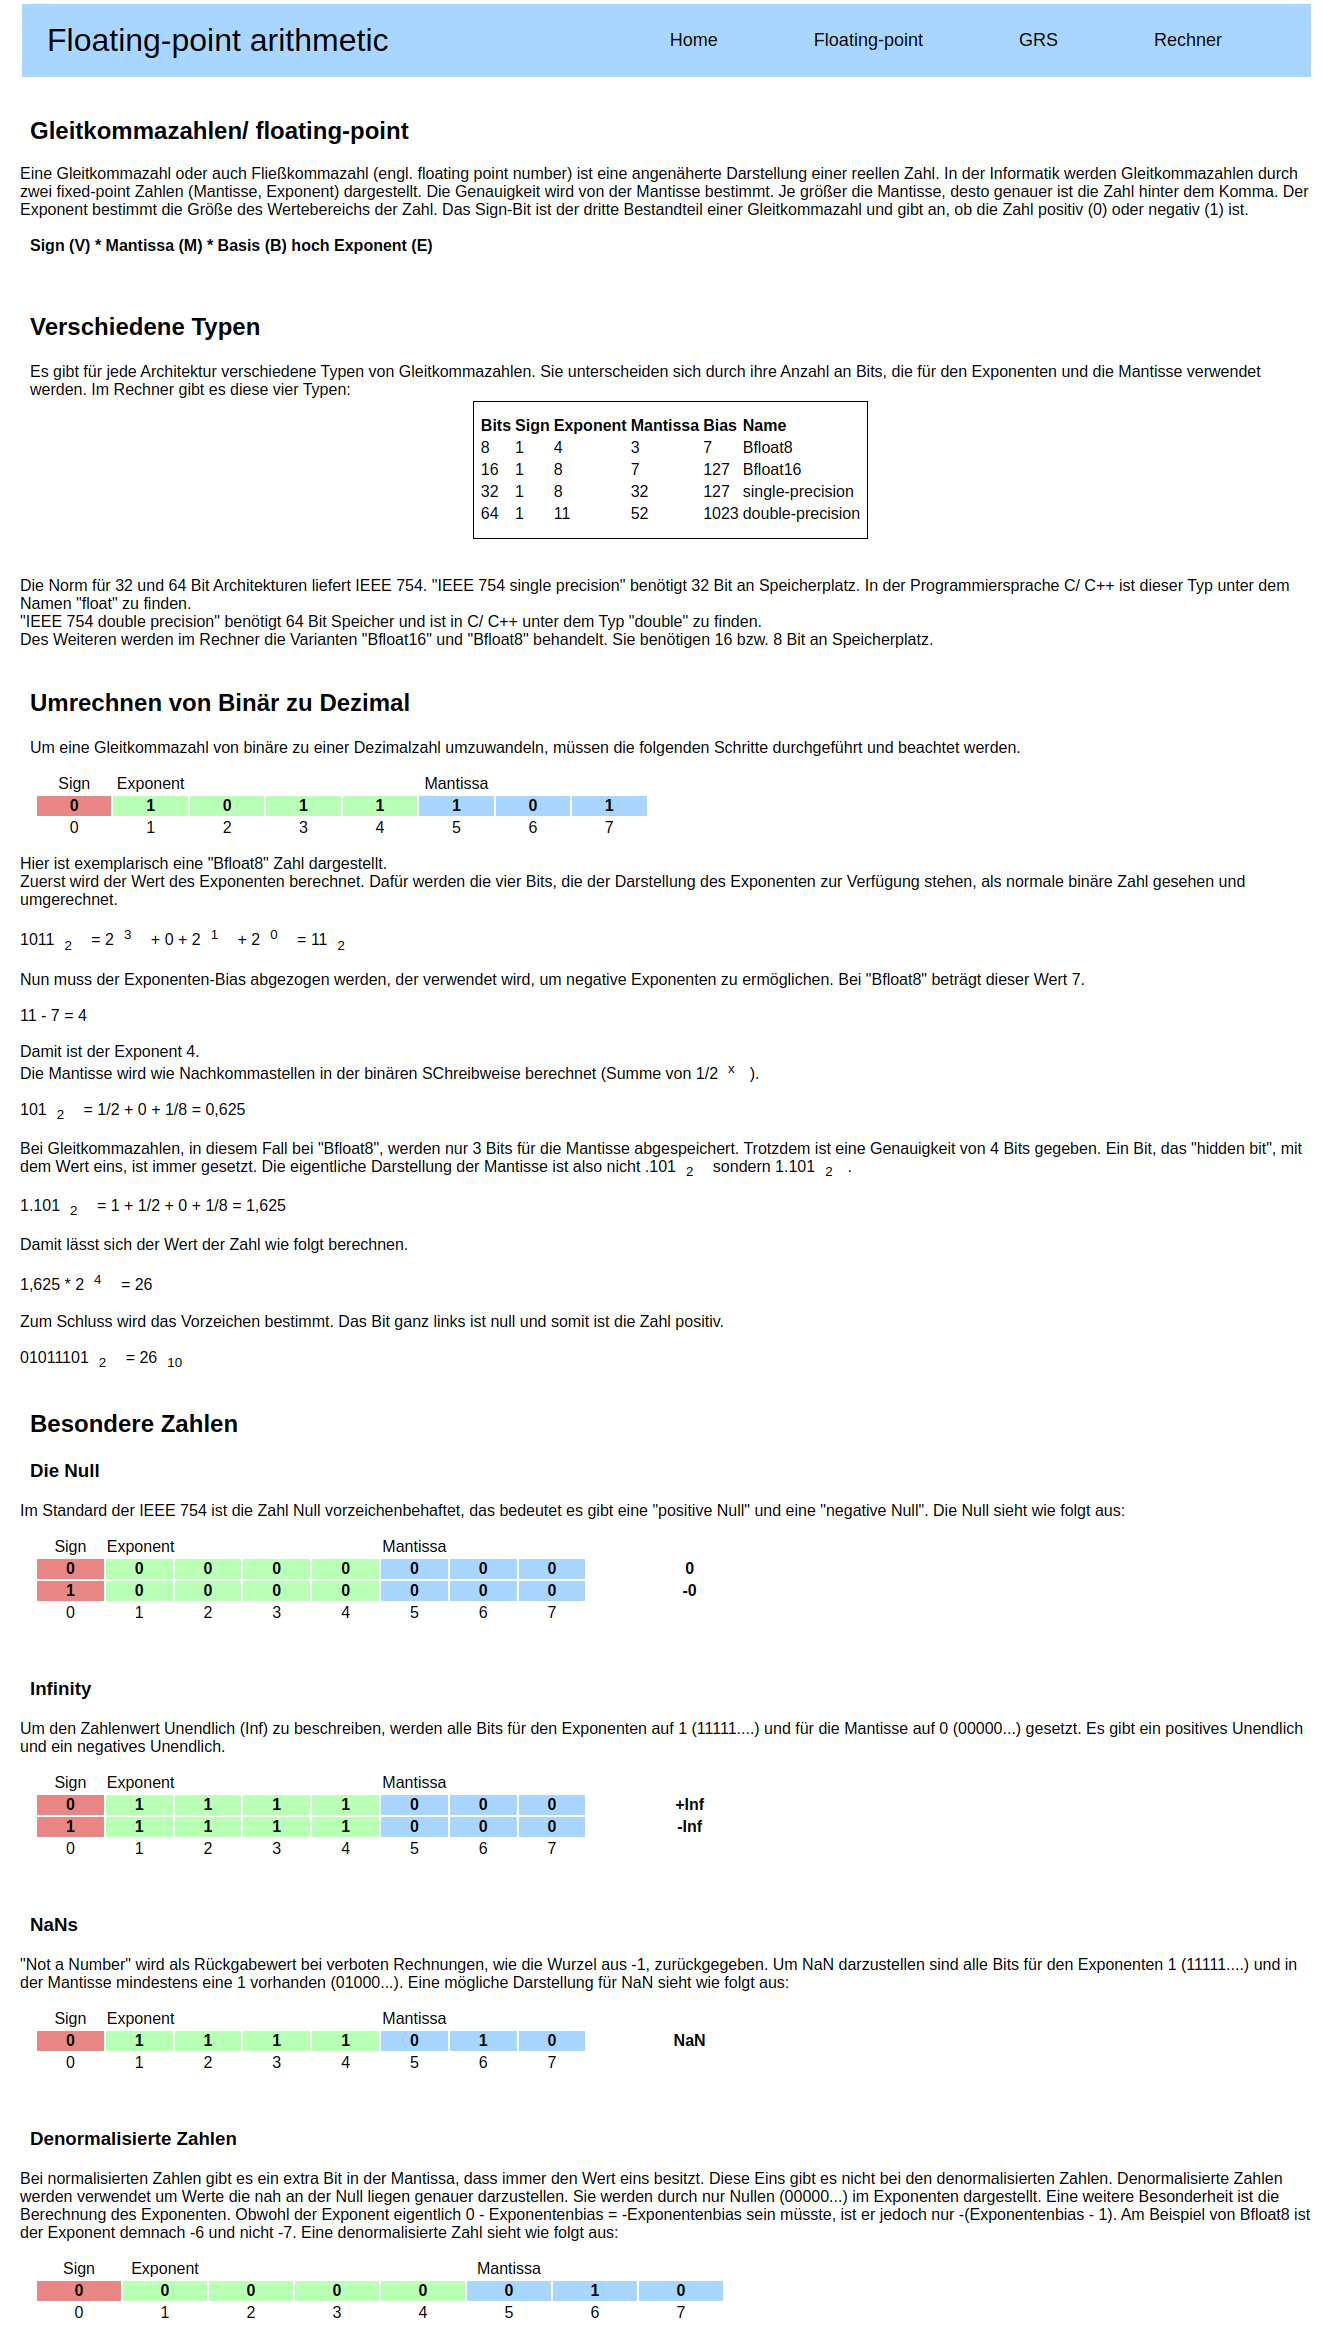 Floating-point arithmetic Home Floating-point GRS Rechner
Gleitkommazahlen/ floating-point
Eine Gleitkommazahl oder auch Fließkommazahl (engl. floating point number) ist eine angenäherte Darstellung einer reellen Zahl. In der Informatik werden Gleitkommazahlen durch
zwei fixed-point Zahlen (Mantisse, Exponent) dargestellt. Die Genauigkeit wird von der Mantisse bestimmt. Je größer die Mantisse, desto genauer ist die Zahl hinter dem Komma. Der
Exponent bestimmt die Größe des Wertebereichs der Zahl. Das Sign-Bit ist der dritte Bestandteil einer Gleitkommazahl und gibt an, ob die Zahl positiv (0) oder negativ (1) ist.
Sign (V) * Mantissa (M) * Basis (B) hoch Exponent (E)
Verschiedene Typen
Es gibt für jede Architektur verschiedene Typen von Gleitkommazahlen. Sie unterscheiden sich durch ihre Anzahl an Bits, die für den Exponenten und die Mantisse verwendet
werden. Im Rechner gibt es diese vier Typen:
Bits Sign Exponent Mantissa Bias Name
8 1 4 3 7 Bfloat8
16 1 8 7 127 Bfloat16
32 1 8 32 127 single-precision
64 1 11 52 1023 double-precision
Die Norm für 32 und 64 Bit Architekturen liefert IEEE 754. "IEEE 754 single precision" benötigt 32 Bit an Speicherplatz. In der Programmiersprache C/ C++ ist dieser Typ unter dem
Namen "float" zu finden.
"IEEE 754 double precision" benötigt 64 Bit Speicher und ist in C/ C++ unter dem Typ "double" zu finden.
Des Weiteren werden im Rechner die Varianten "Bfloat16" und "Bfloat8" behandelt. Sie benötigen 16 bzw. 8 Bit an Speicherplatz.
Umrechnen von Binär zu Dezimal
Um eine Gleitkommazahl von binäre zu einer Dezimalzahl umzuwandeln, müssen die folgenden Schritte durchgeführt und beachtet werden.
Sign Exponent Mantissa
0 1 0 1 1 1 0 1
0 1 2 3 4 5 6 7
Hier ist exemplarisch eine "Bfloat8" Zahl dargestellt.
Zuerst wird der Wert des Exponenten berechnet. Dafür werden die vier Bits, die der Darstellung des Exponenten zur Verfügung stehen, als normale binäre Zahl gesehen und
umgerechnet.
1011 2 = 2 3 + 0 + 2 1 + 2 0 = 11 2
Nun muss der Exponenten-Bias abgezogen werden, der verwendet wird, um negative Exponenten zu ermöglichen. Bei "Bfloat8" beträgt dieser Wert 7.
11 - 7 = 4
Damit ist der Exponent 4.
Die Mantisse wird wie Nachkommastellen in der binären SChreibweise berechnet (Summe von 1/2 x ).
101 2 = 1/2 + 0 + 1/8 = 0,625
Bei Gleitkommazahlen, in diesem Fall bei "Bfloat8", werden nur 3 Bits für die Mantisse abgespeichert. Trotzdem ist eine Genauigkeit von 4 Bits gegeben. Ein Bit, das "hidden bit", mit
dem Wert eins, ist immer gesetzt. Die eigentliche Darstellung der Mantisse ist also nicht .101 2 sondern 1.101 2 .
1.101 2 = 1 + 1/2 + 0 + 1/8 = 1,625
Damit lässt sich der Wert der Zahl wie folgt berechnen.
1,625 * 2 4 = 26
Zum Schluss wird das Vorzeichen bestimmt. Das Bit ganz links ist null und somit ist die Zahl positiv.
01011101 2 = 26 10
Besondere Zahlen
Die Null
Im Standard der IEEE 754 ist die Zahl Null vorzeichenbehaftet, das bedeutet es gibt eine "positive Null" und eine "negative Null". Die Null sieht wie folgt aus:
Sign Exponent Mantissa
0 0 0 0 0 0 0 0 0
1 0 0 0 0 0 0 0 -0
0 1 2 3 4 5 6 7
Infinity
Um den Zahlenwert Unendlich (Inf) zu beschreiben, werden alle Bits für den Exponenten auf 1 (11111....) und für die Mantisse auf 0 (00000...) gesetzt. Es gibt ein positives Unendlich
und ein negatives Unendlich.
Sign Exponent Mantissa
0 1 1 1 1 0 0 0 +Inf
1 1 1 1 1 0 0 0 -Inf
0 1 2 3 4 5 6 7
NaNs
"Not a Number" wird als Rückgabewert bei verboten Rechnungen, wie die Wurzel aus -1, zurückgegeben. Um NaN darzustellen sind alle Bits für den Exponenten 1 (11111....) und in
der Mantisse mindestens eine 1 vorhanden (01000...). Eine mögliche Darstellung für NaN sieht wie folgt aus:
Sign Exponent Mantissa
0 1 1 1 1 0 1 0 NaN
0 1 2 3 4 5 6 7
Denormalisierte Zahlen
Bei normalisierten Zahlen gibt es ein extra Bit in der Mantissa, dass immer den Wert eins besitzt. Diese Eins gibt es nicht bei den denormalisierten Zahlen. Denormalisierte Zahlen
werden verwendet um Werte die nah an der Null liegen genauer darzustellen. Sie werden durch nur Nullen (00000...) im Exponenten dargestellt. Eine weitere Besonderheit ist die
Berechnung des Exponenten. Obwohl der Exponent eigentlich 0 - Exponentenbias = -Exponentenbias sein müsste, ist er jedoch nur -(Exponentenbias - 1). Am Beispiel von Bfloat8 ist
der Exponent demnach -6 und nicht -7. Eine denormalisierte Zahl sieht wie folgt aus:
Sign Exponent Mantissa
0 0 0 0 0 0 1 0
0 1 2 3 4 5 6 7